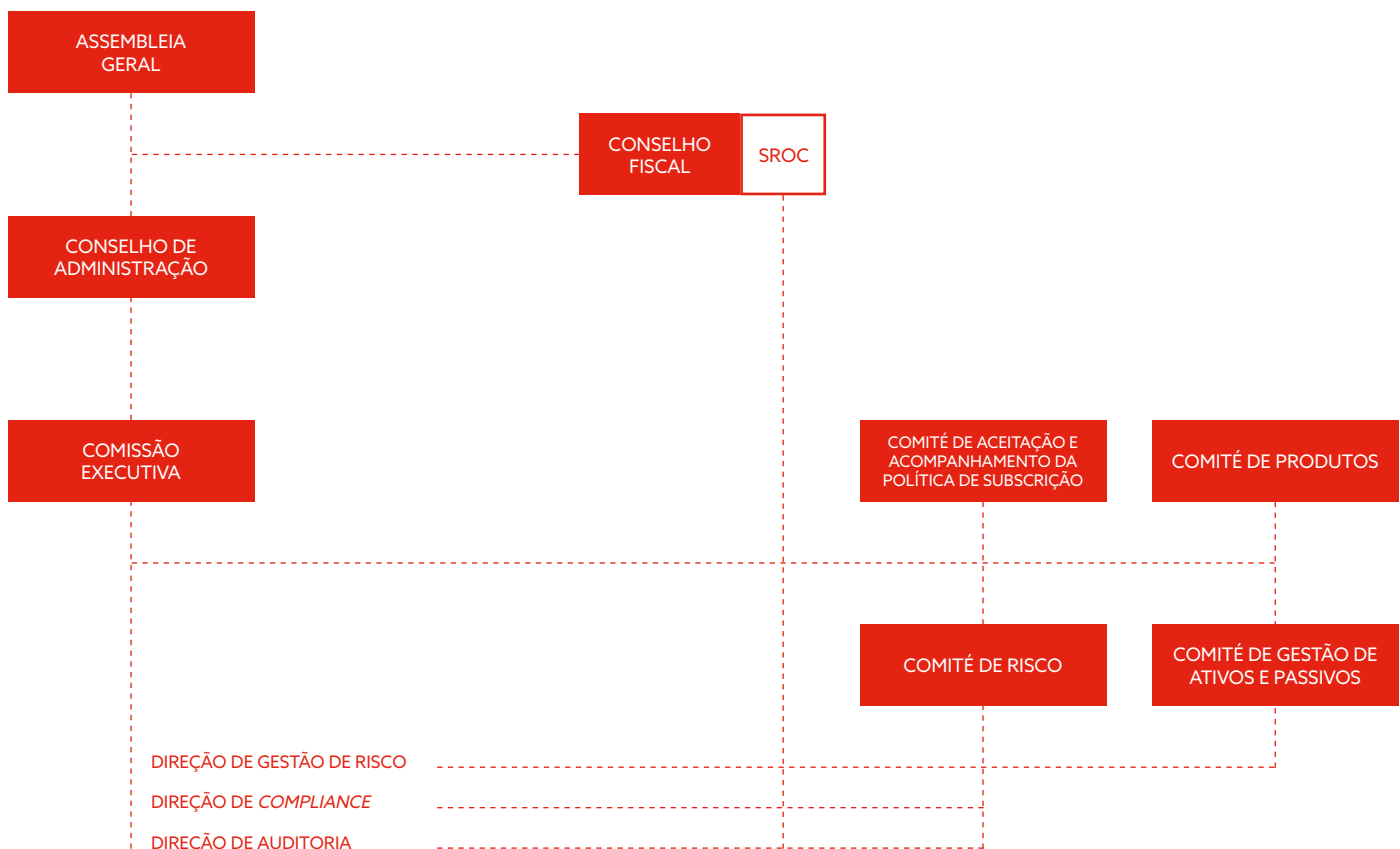 ASSEMBLEIA
GERAL
CONSELHO
FISCAL
SROC
CONSELHO DE
ADMINISTRAÇÃO
COMISSÃO
EXECUTIVA
COMITÉ DE ACEITAÇÃO E
ACOMPANHAMENTO DA
POLÍTICA DE SUBSCRIÇÃO
COMITÉ DE PRODUTOS
COMITÉ DE RISCO
COMITÉ DE GESTÃO DE
ATIVOS E PASSIVOS
DIREÇÃO DE GESTÃO DE RISCO
DIREÇÃO DE COMPLIANCE
DIREÇÃO DE AUDITORIA